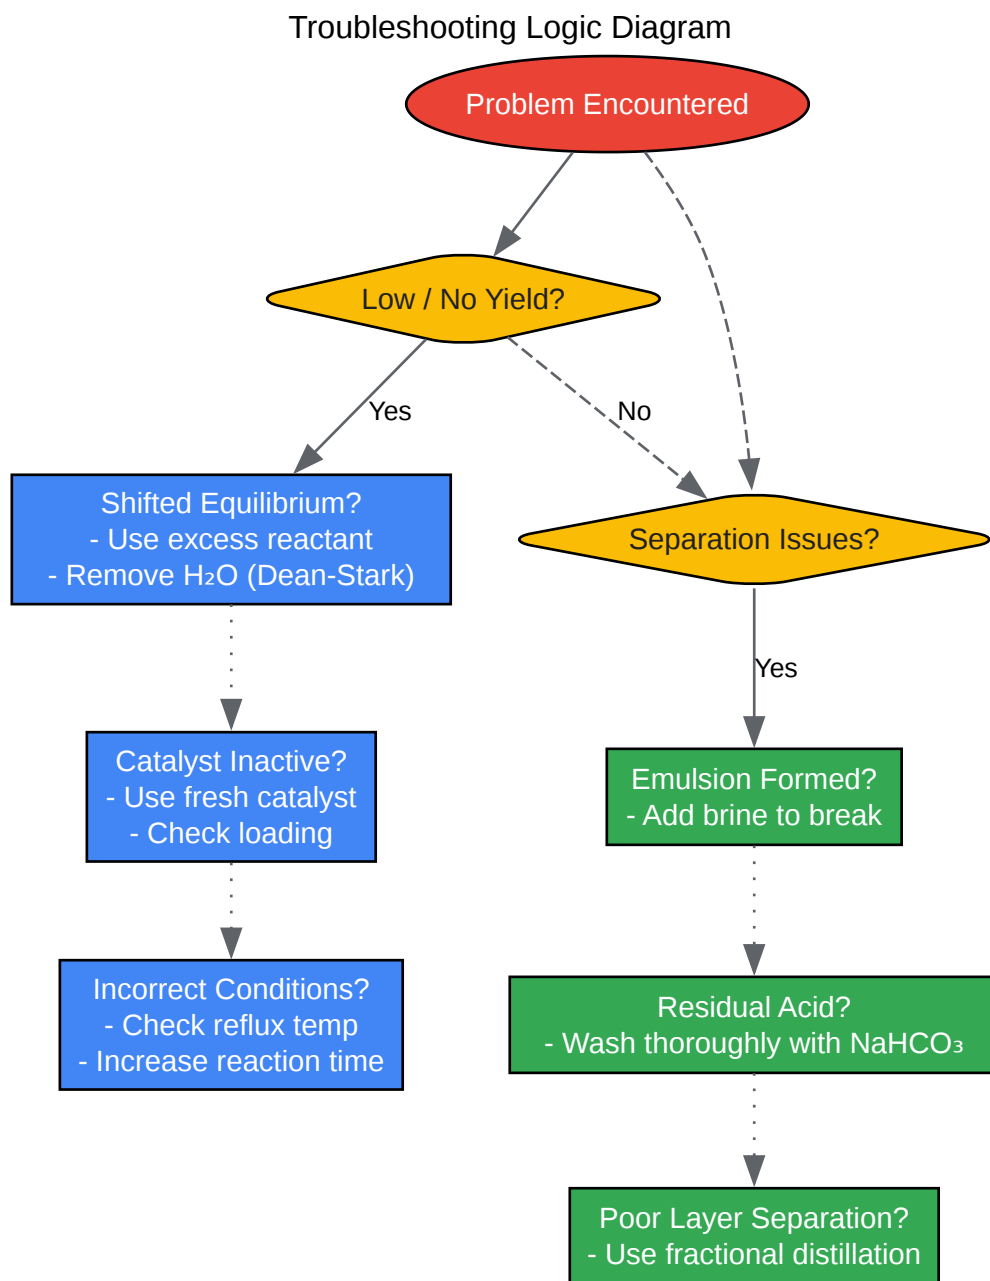 Troubleshooting Logic Diagram
Problem Encountered
Low / No Yield?
Yes
No
Shifted Equilibrium?
- Use excess reactant
- Remove H₂O (Dean-Stark)
Separation Issues?
Yes
Catalyst Inactive?
- Use fresh catalyst
- Check loading
Emulsion Formed?
- Add brine to break
Incorrect Conditions?
- Check reflux temp
- Increase reaction time
Residual Acid?
- Wash thoroughly with NaHCO₃
Poor Layer Separation?
- Use fractional distillation